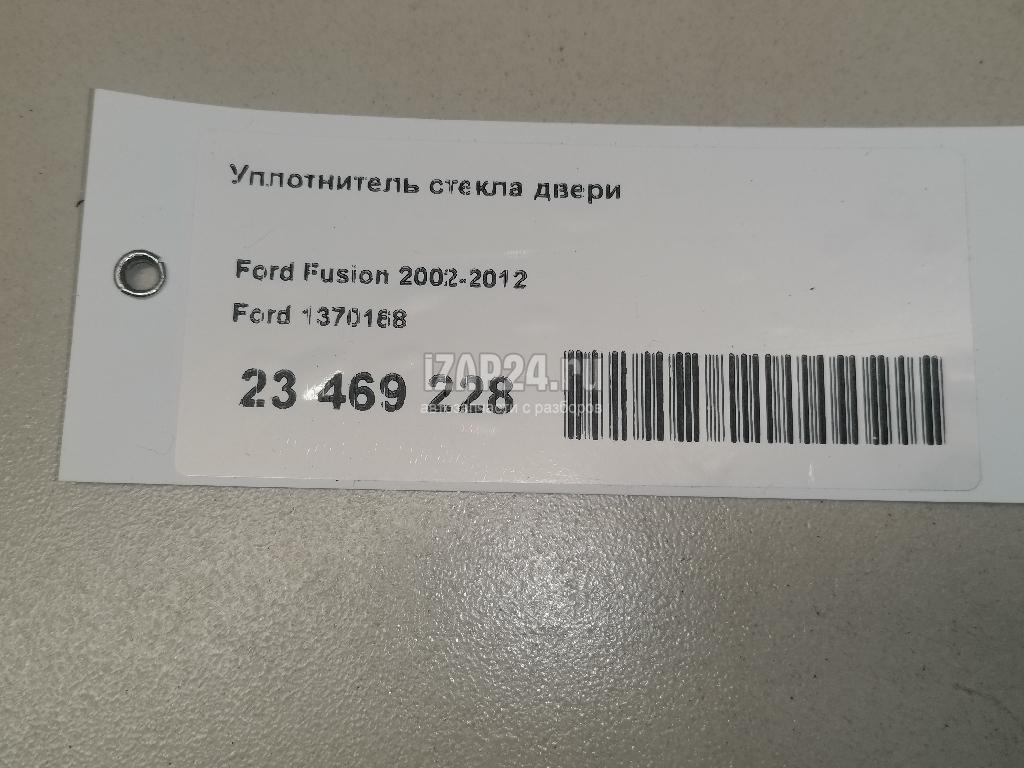 Уплотнитель стекла двери
Ford Fusion 2002-2012
Ford 1370168
23 469 228
iZAP24.ru
автозапчасти с разборов